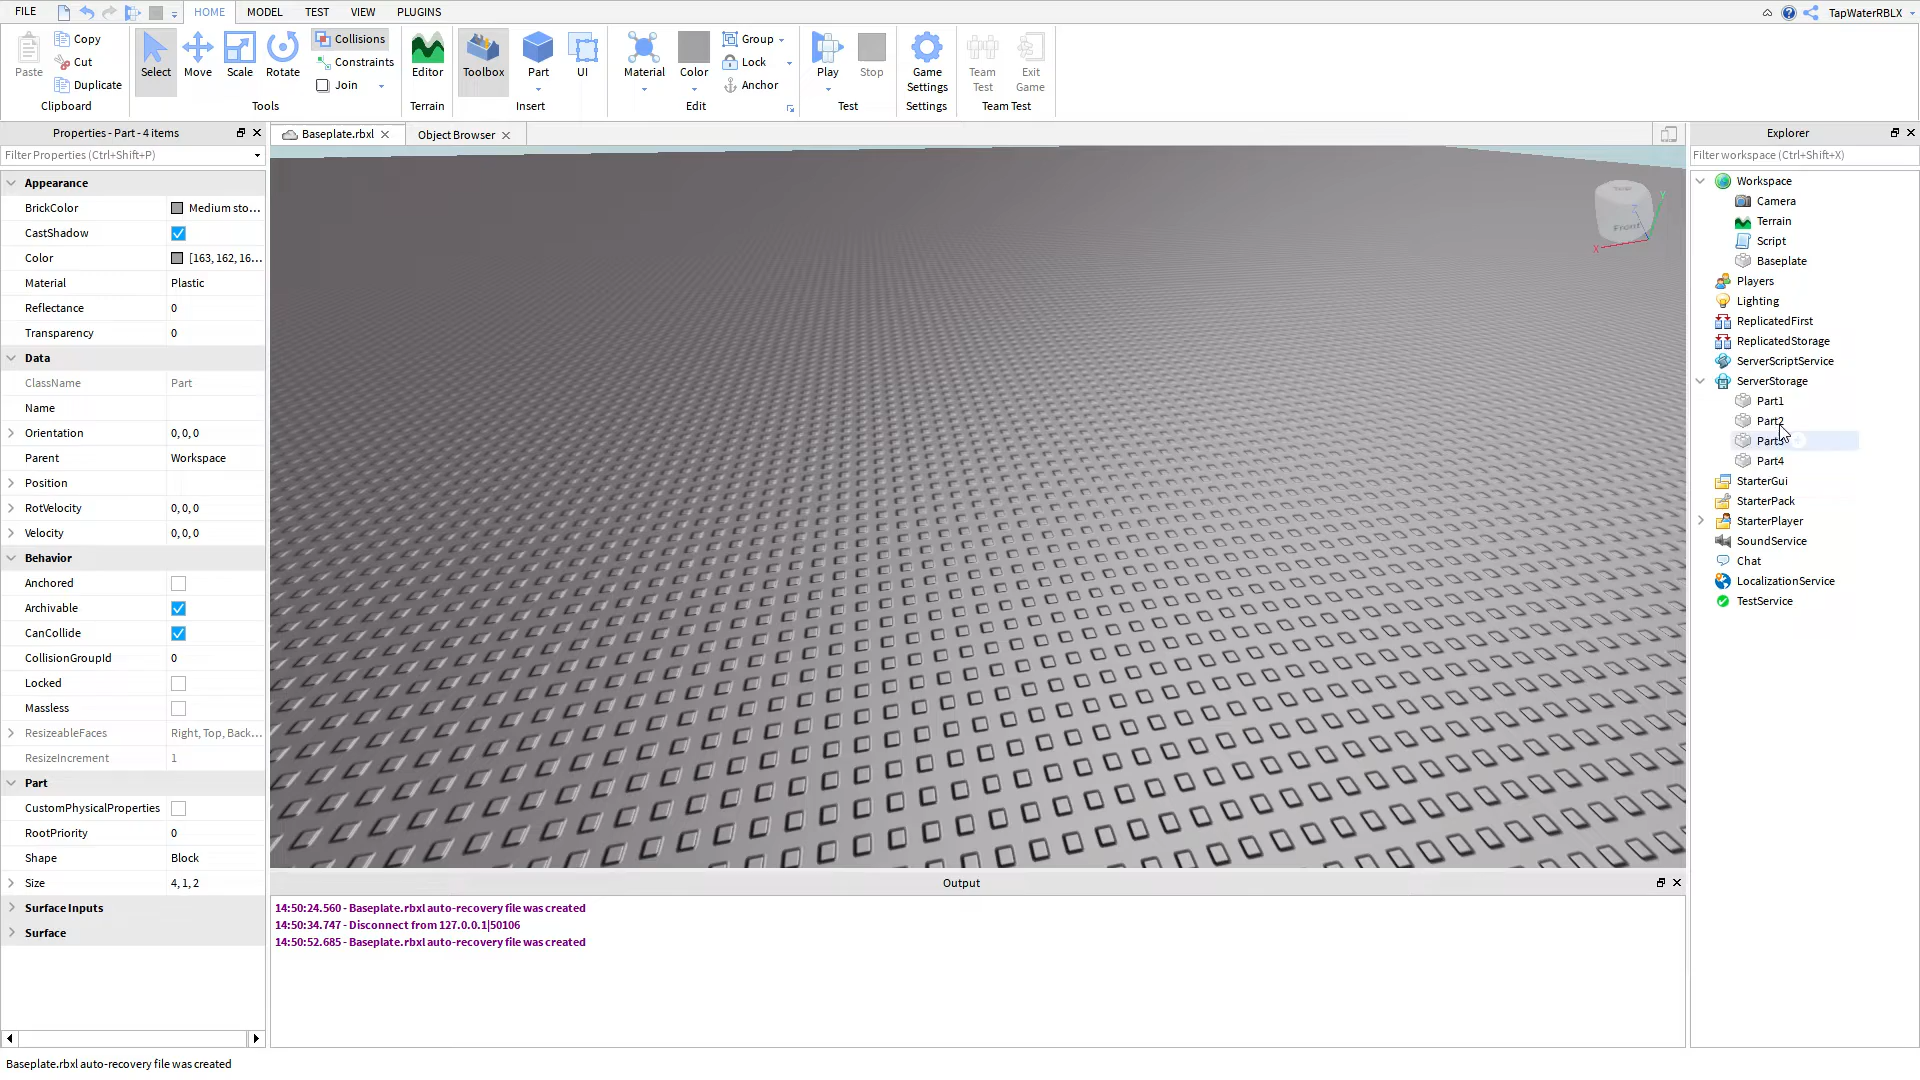 FILE
HOME
MODEL
TEST
VIEW
PLUGINS
TapWaterRBLX
Paste
Copy
Cut
Duplicate
Clipboard
Select
Move
Scale
Rotate
Collisions
Constraints
Join
Tools
Editor
Terrain
Toolbox
Part
UI
Insert
Material
Color
Group
Lock
Anchor
Edit
Play
Stop
Test
Game
Settings
Settings
Team
Test
Exit
Game
Team Test
Properties - Part - 4 items
Filter Properties (Ctrl+Shift+P)
Appearance
BrickColor Medium sto...
CastShadow
Color [163, 162, 16...
Material Plastic
Reflectance 0
Transparency 0
Data
ClassName Part
Name
Orientation 0, 0, 0
Parent Workspace
Position
RotVelocity 0, 0, 0
Velocity 0, 0, 0
Behavior
Anchored
Archivable
CanCollide
CollisionGroupId 0
Locked
Massless
ResizeableFaces Right, Top, Back...
ResizeIncrement 1
Part
CustomPhysicalProperties
RootPriority 0
Shape Block
Size 4, 1, 2
Surface Inputs
Surface
Baseplate.rbxl
Object Browser
Front
X
Y
Z
Output
14:50:24.560 - Baseplate.rbxl auto-recovery file was created
14:50:34.747 - Disconnect from 127.0.0.1|50106
14:50:52.685 - Baseplate.rbxl auto-recovery file was created
Explorer
Filter workspace (Ctrl+Shift+X)
Workspace
Camera
Terrain
Script
Baseplate
Players
Lighting
ReplicatedFirst
ReplicatedStorage
ServerScriptService
ServerStorage
Part1
Part2
Part3
Part4
StarterGui
StarterPack
StarterPlayer
SoundService
Chat
LocalizationService
TestService
Baseplate.rbxl auto-recovery file was created